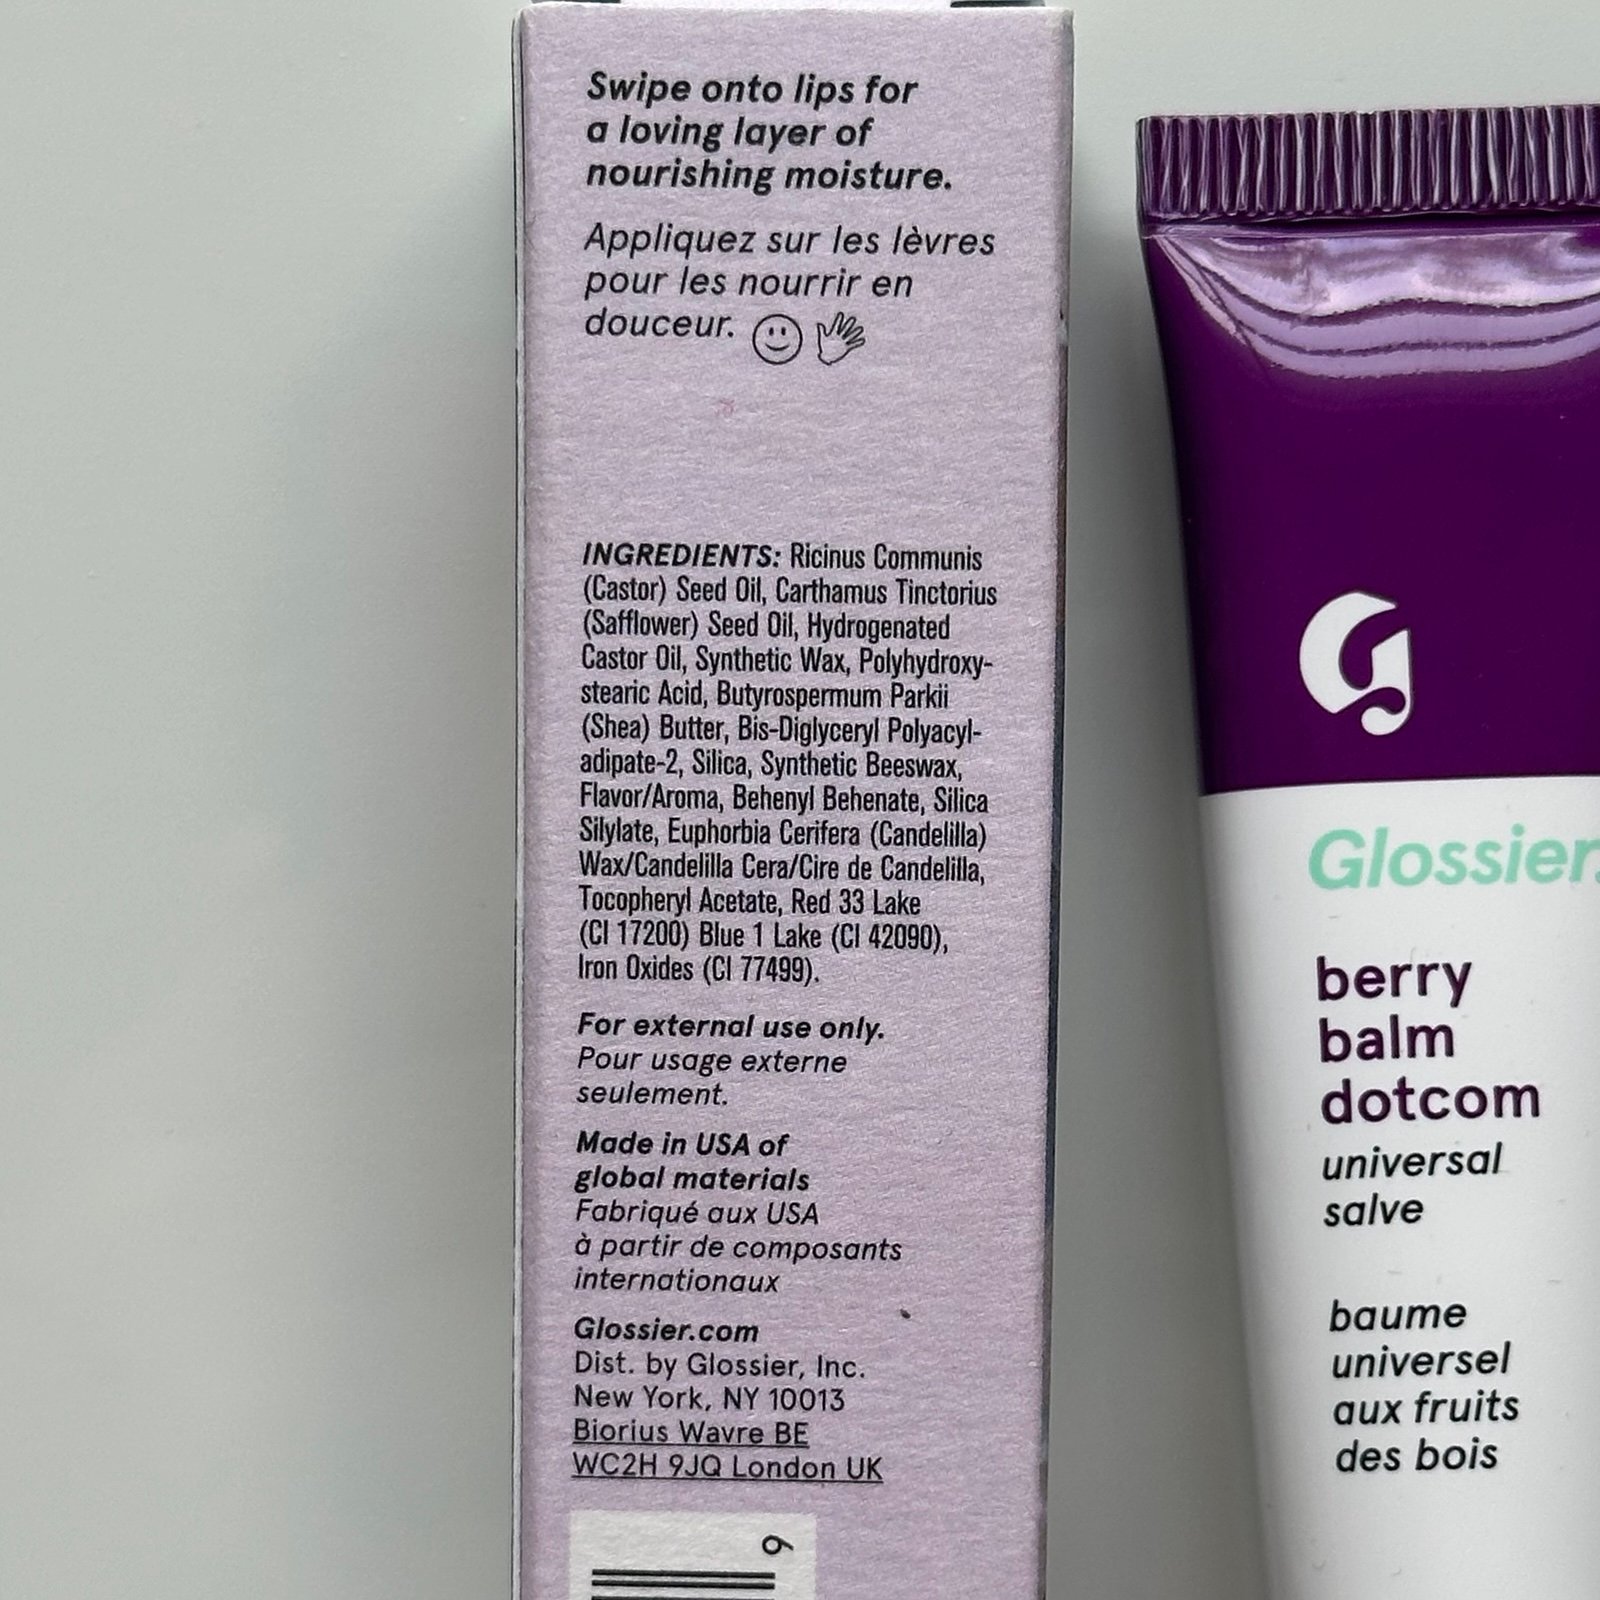 Swipe onto lips for
a loving layer of
nourishing moisture.
Appliquez sur les lèvres
pour les nourrir en
douceur.
INGREDIENTS: Ricinus Communis
(Castor) Seed Oil, Carthamus Tinctorius
(Safflower) Seed Oil, Hydrogenated
Castor Oil, Synthetic Wax, Polyhydroxy-
stearic Acid, Butyrospermum Parkii
(Shea) Butter, Bis-Diglyceryl Polyacyl-
adipate-2, Silica, Synthetic Beeswax,
Flavor/Aroma, Behenyl Behenate, Silica
Silylate, Euphorbia Cerifera (Candelilla)
Wax/Candelilla Cera/Cire de Candelilla,
Tocopheryl Acetate, Red 33 Lake
(CI 17200) Blue 1 Lake (CI 42090),
Iron Oxides (CI 77499).
For external use only.
Pour usage externe
seulement.
Made in USA of
global materials
Fabriqué aux USA
à partir de composants
internationaux
Glossier.com
Dist. by Glossier, Inc.
New York, NY 10013
Biorius Wavre BE
WC2H 9JQ London UK
9
G
Glossier.
berry
balm
dotcom
universal
salve
baume
universel
aux fruits
des bois